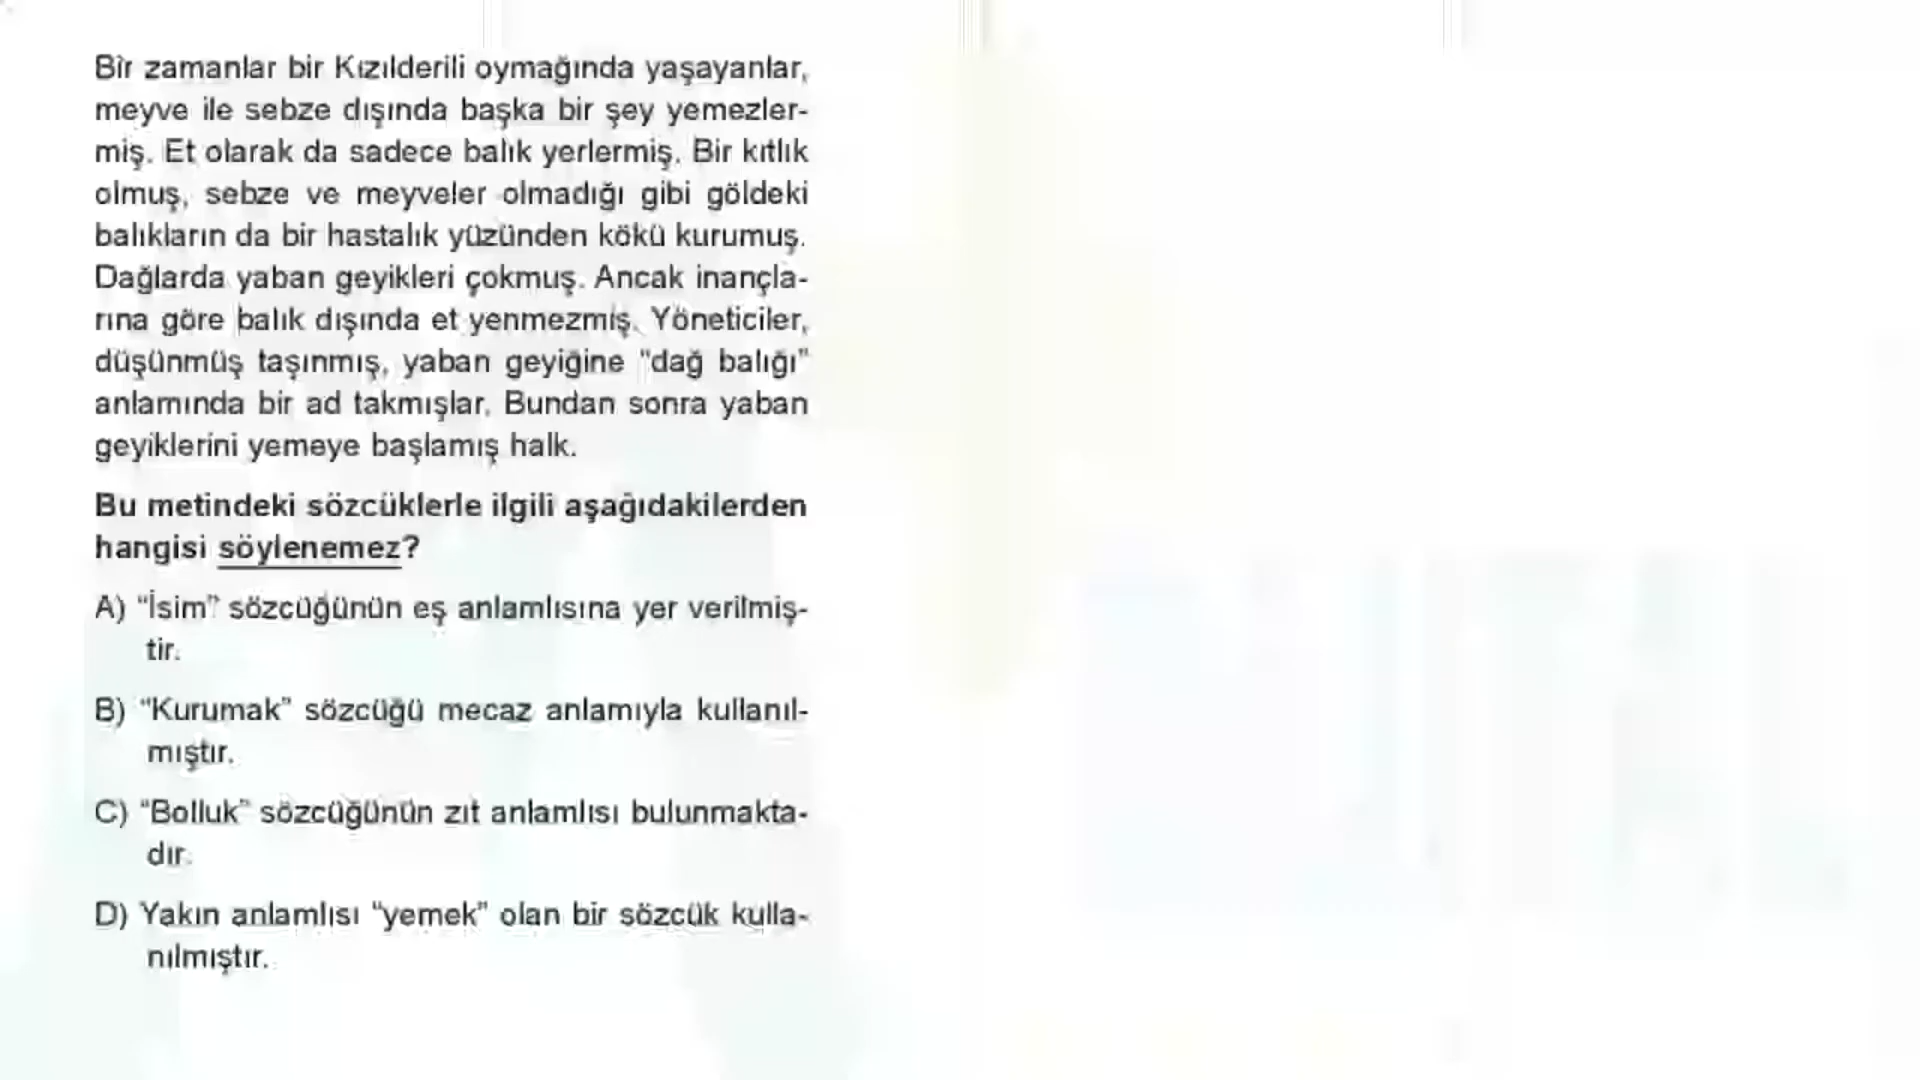 Bir zamanlar bir Kızılderili oymağında yaşayanlar,
meyve ile sebze dışında başka bir şey yemezler-
miş. Et olarak da sadece balık yerlermiş. Bir kıtlık
olmuş, sebze ve meyveler olmadığı gibi göldeki
balıkların da bir hastalık yüzünden kökü kurumuş.
Dağlarda yaban geyikleri çokmuş. Ancak inançla-
rına göre balık dışında et yenmezmiş. Yöneticiler,
düşünmüş taşınmış, yaban geyiğine "dağ balığı"
anlamında bir ad takmışlar. Bundan sonra yaban
geyiklerini yemeye başlamış halk.
Bu metindeki sözcüklerle ilgili aşağıdakilerden
hangisi söylenemez?
A) "İsim" sözcüğünün eş anlamlısına yer verilmiş-
tir.
B) "Kurumak" sözcüğü mecaz anlamıyla kullanıl-
mıştır.
C) "Bolluk" sözcüğünün zıt anlamlısı bulunmakta-
dır.
D) Yakın anlamlısı "yemek" olan bir sözcük kulla-
nılmıştır.